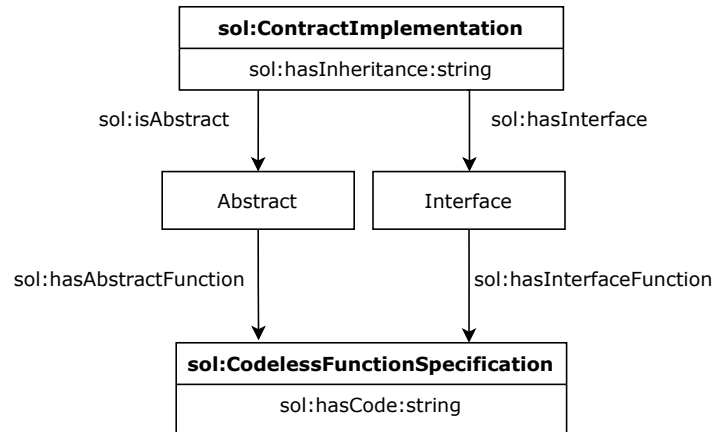 sol:ContractImplementation
sol:hasInheritance:string
sol:isAbstract
sol:hasInterface
Abstract
Interface
sol:hasAbstractFunction
sol:hasInterfaceFunction
sol:CodelessFunctionSpecification
sol:hasCode:string